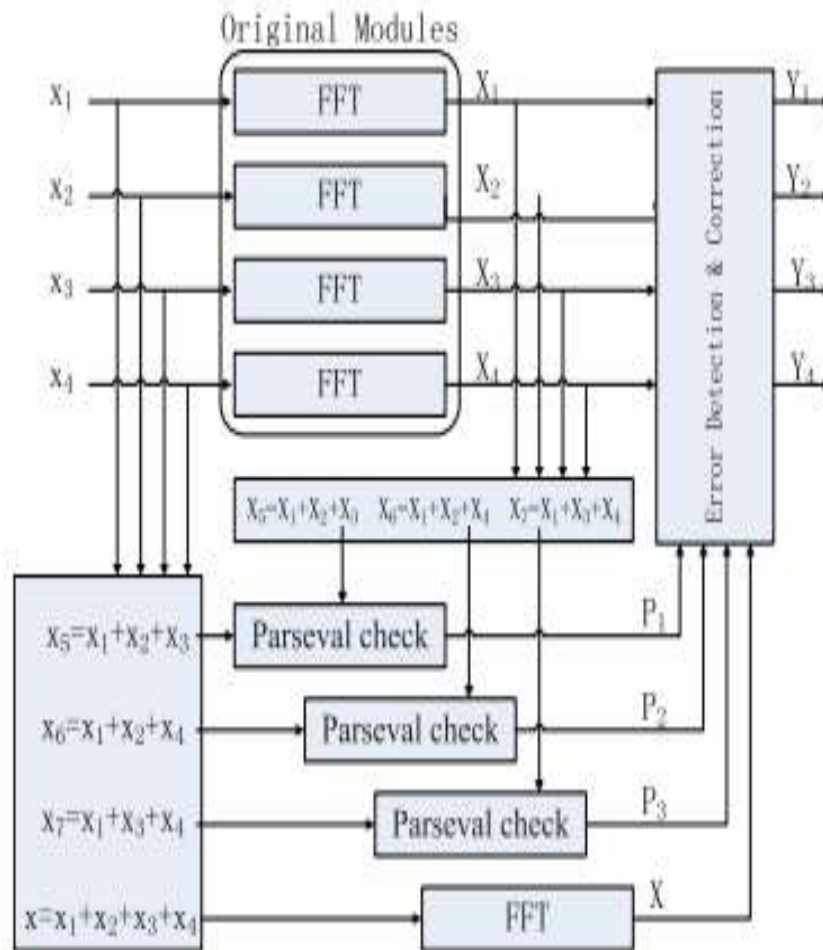 Original Modules
x₁ FFT X₁ Y₁
x₂ FFT X₂ Y₂
x₃ FFT X₃ Y₃
x₄ FFT X₄ Y₄
Error Detection & Correction
X₅=X₁+X₂+X₃ X₆=X₁+X₂+X₄ X₇=X₁+X₃+X₄
x₅=x₁+x₂+x₃ Parseval check P₁
x₆=x₁+x₂+x₄ Parseval check P₂
x₇=x₁+x₃+x₄ Parseval check P₃
x=x₁+x₂+x₃+x₄ FFT X